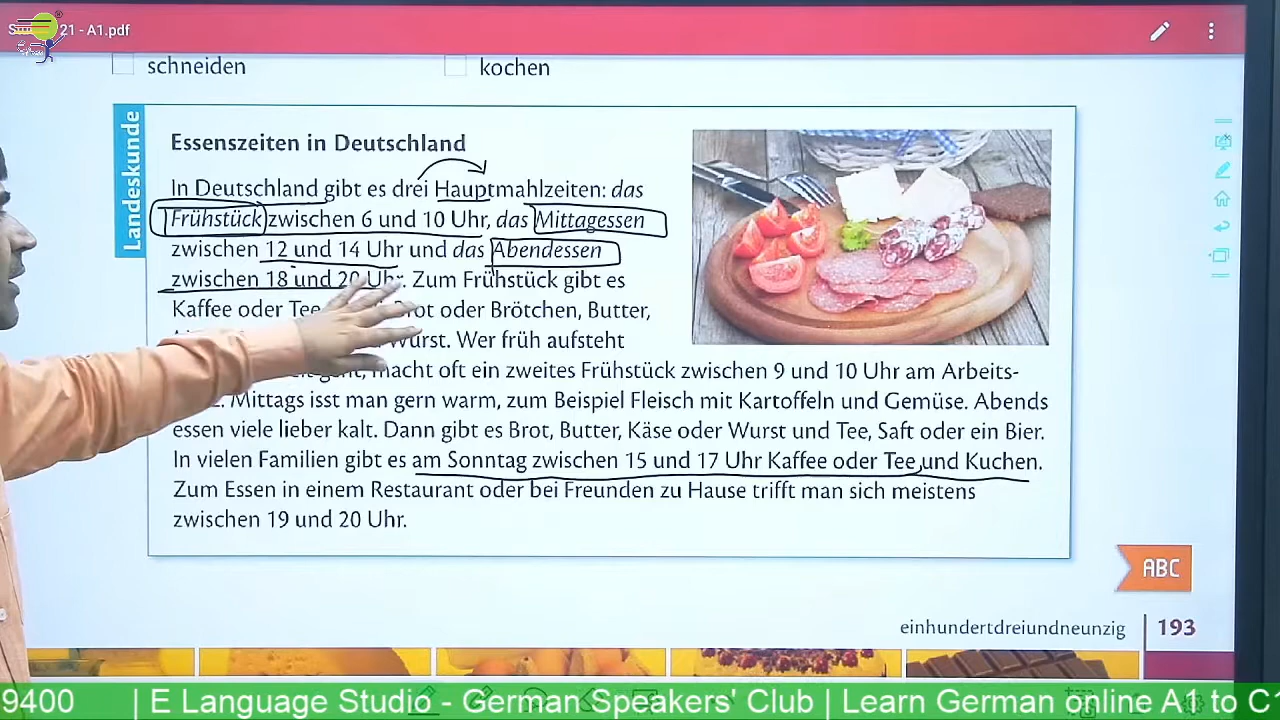 21 - A1.pdf
schneiden
kochen
Landeskunde
Essenszeiten in Deutschland
In Deutschland gibt es drei Hauptmahlzeiten: das
Frühstück zwischen 6 und 10 Uhr, das Mittagessen
zwischen 12 und 14 Uhr und das Abendessen
zwischen 18 und 20 Uhr. Zum Frühstück gibt es
Kaffee oder Tee Brot oder Brötchen, Butter,
Wurst. Wer früh aufsteht
geht, macht oft ein zweites Frühstück zwischen 9 und 10 Uhr am Arbeits-
Mittags isst man gern warm, zum Beispiel Fleisch mit Kartoffeln und Gemüse. Abends
essen viele lieber kalt. Dann gibt es Brot, Butter, Käse oder Wurst und Tee, Saft oder ein Bier.
In vielen Familien gibt es am Sonntag zwischen 15 und 17 Uhr Kaffee oder Tee und Kuchen.
Zum Essen in einem Restaurant oder bei Freunden zu Hause trifft man sich meistens
zwischen 19 und 20 Uhr.
ABC
einhundertdreiundneunzig 193
9400 | E Language Studio - German Speakers' Club | Learn German online A1 to C1